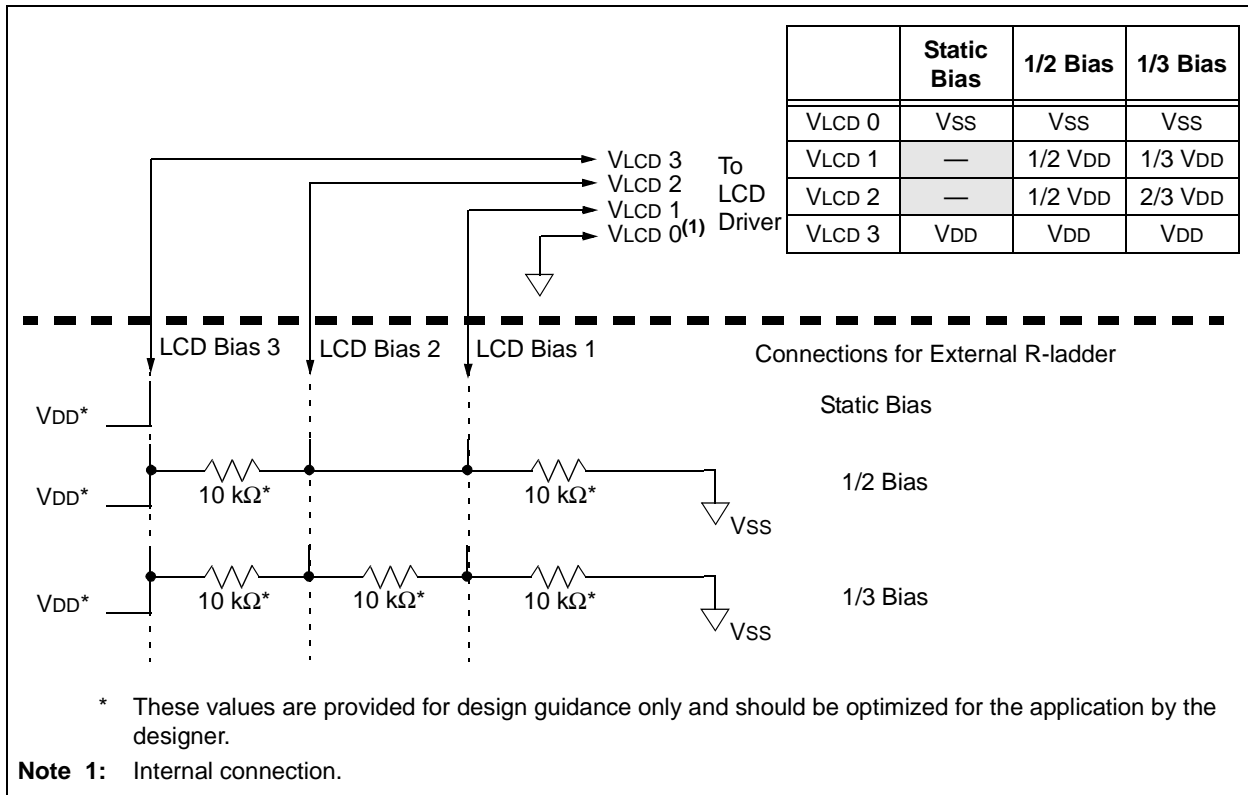 Static Bias 1/2 Bias 1/3 Bias
VLCD 0 VSS VSS VSS
VLCD 1 — 1/2 VDD 1/3 VDD
VLCD 2 — 1/2 VDD 2/3 VDD
VLCD 3 VDD VDD VDD
VLCD 3
VLCD 2
VLCD 1
VLCD 0(1)
To
LCD
Driver
LCD Bias 3 LCD Bias 2 LCD Bias 1 Connections for External R-ladder
VDD* Static Bias
VDD* 10 kΩ* 10 kΩ* VSS 1/2 Bias
VDD* 10 kΩ* 10 kΩ* 10 kΩ* VSS 1/3 Bias
* These values are provided for design guidance only and should be optimized for the application by the
designer.
Note 1: Internal connection.